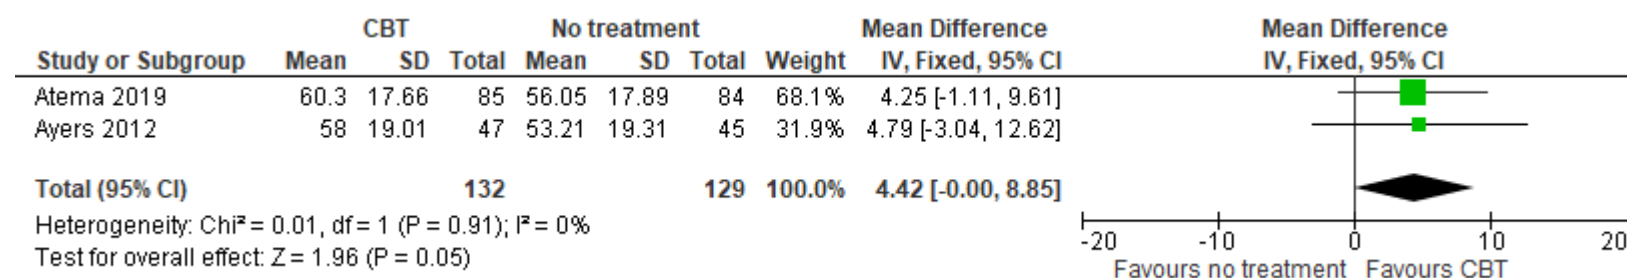 CBT No treatment Mean Difference Mean Difference
Study or Subgroup Mean SD Total Mean SD Total Weight IV, Fixed, 95% CI IV, Fixed, 95% CI
Atema 2019 60.3 17.66 85 56.05 17.89 84 68.1% 4.25 [-1.11, 9.61]
Ayers 2012 58 19.01 47 53.21 19.31 45 31.9% 4.79 [-3.04, 12.62]
Total (95% CI) 132 129 100.0% 4.42 [-0.00, 8.85]
Heterogeneity: Chi² = 0.01, df = 1 (P = 0.91); I² = 0%
Test for overall effect: Z = 1.96 (P = 0.05)
-20 -10 0 10 20
Favours no treatment Favours CBT